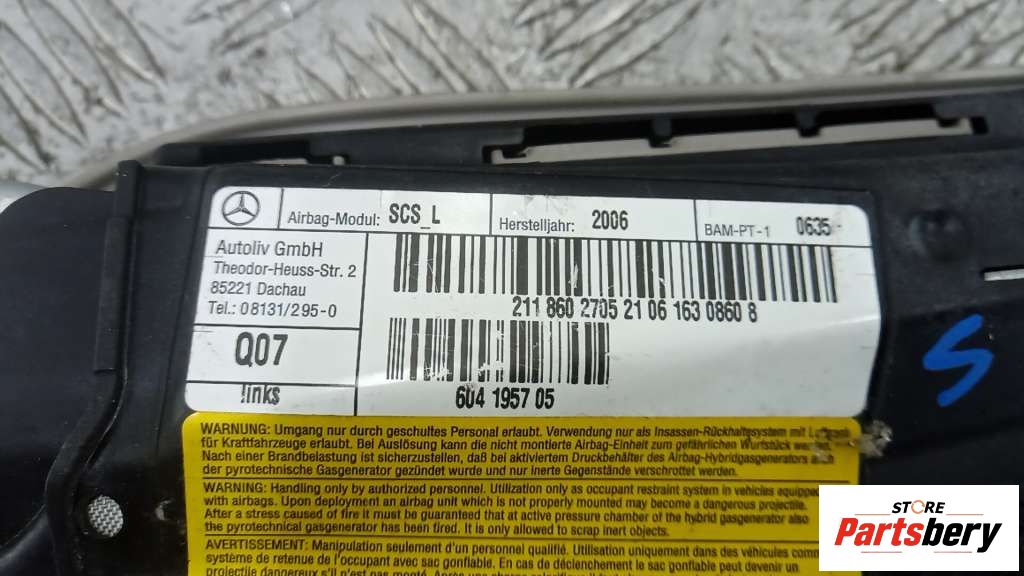 Airbag-Modul: SCS_L
Herstelljahr: 2006
BAM-PT-1 0635
Autoliv GmbH
Theodor-Heuss-Str. 2
85221 Dachau
Tel.: 08131/295-0
211 860 2705 21 06 163 0860 8
Q07
links
604 1957 05
WARNUNG: Umgang nur durch geschultes Personal erlaubt. Verwendung nur als Insassen-Rückhaltesystem mit
für Kraftfahrzeuge erlaubt. Bei Auslösung kann die nicht montierte Airbag-Einheit zum gefährlichen Wurfstück
Nach einer Brandbelastung ist sicherzustellen, daß bei aktiviertem Druckbehälter des Airbag-Hybridgasgenerators auch
der pyrotechnische Gasgenerator gezündet wurde und nur inerte Gegenstände verschrottet werden.
WARNING: Handling only by authorized personnel. Utilization only as occupant restraint system in vehicles equipped
with airbags. Upon deployment an airbag unit which is not properly mounted may become a dangerous projectile.
After a stress caused of fire it must be guaranteed that at active pressure chamber of the hybrid gasgenerator also
the pyrotechnical gasgenerator has been fired. It is only allowed to scrap inert objects.
AVERTISSEMENT: Manipulation seulement d'un personnel qualifié. Utilisation uniquement dans des véhicules
système de retenue de l'occupant avec sac gonflable. En cas de déclenchement le sac gonflable peut devenir un
projectile dangereux s'il n'est pas monté. Après une
S
STORE
Partsbery